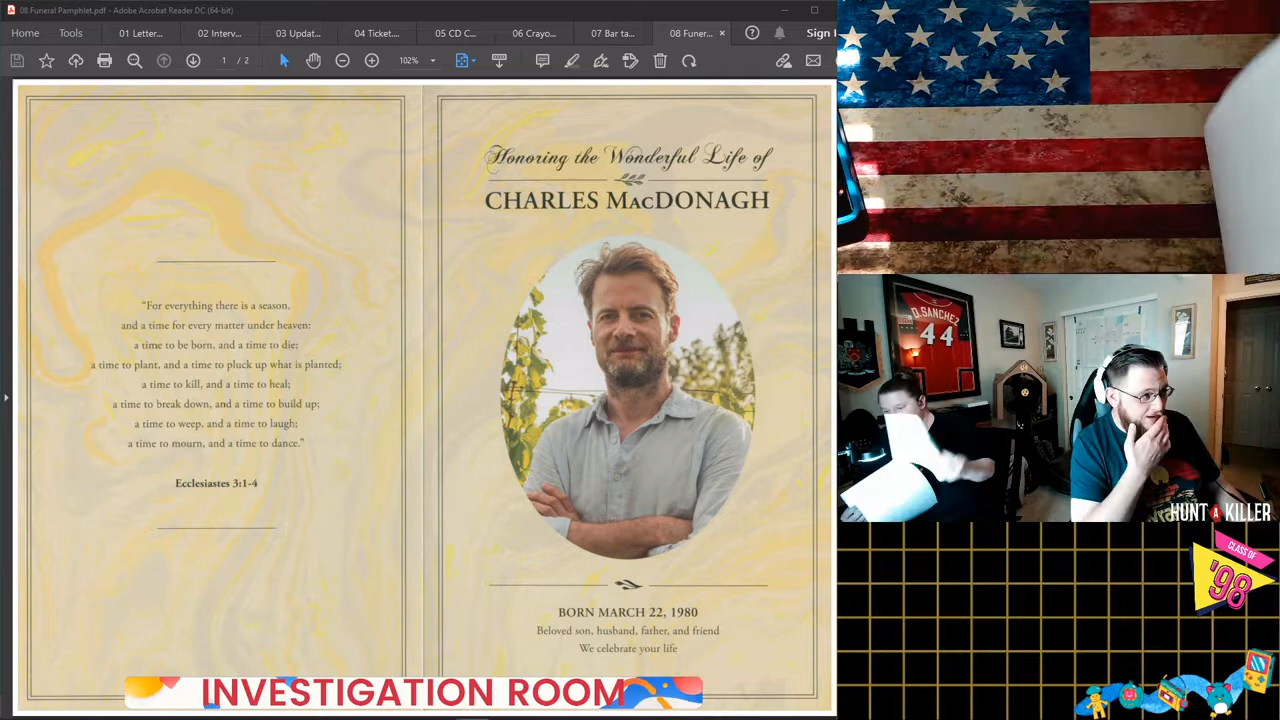 08 Funeral Pamphlet.pdf - Adobe Acrobat Reader DC (64-bit)
Home
Tools
01 Letter...
02 Interv...
03 Updat...
04 Ticket....
05 CD C...
06 Crayo...
07 Bar ta...
08 Funer...
Sign I
1 / 2
102%
"For everything there is a season,
and a time for every matter under heaven:
a time to be born, and a time to die;
a time to plant, and a time to pluck up what is planted;
a time to kill, and a time to heal;
a time to break down, and a time to build up;
a time to weep, and a time to laugh;
a time to mourn, and a time to dance."
Ecclesiastes 3:1-4
Honoring the Wonderful Life of
CHARLES MacDONAGH
BORN MARCH 22, 1980
Beloved son, husband, father, and friend
We celebrate your life
INVESTIGATION ROOM
D.SANCHEZ
44
HUNT A KILLER
CLASS OF
'98